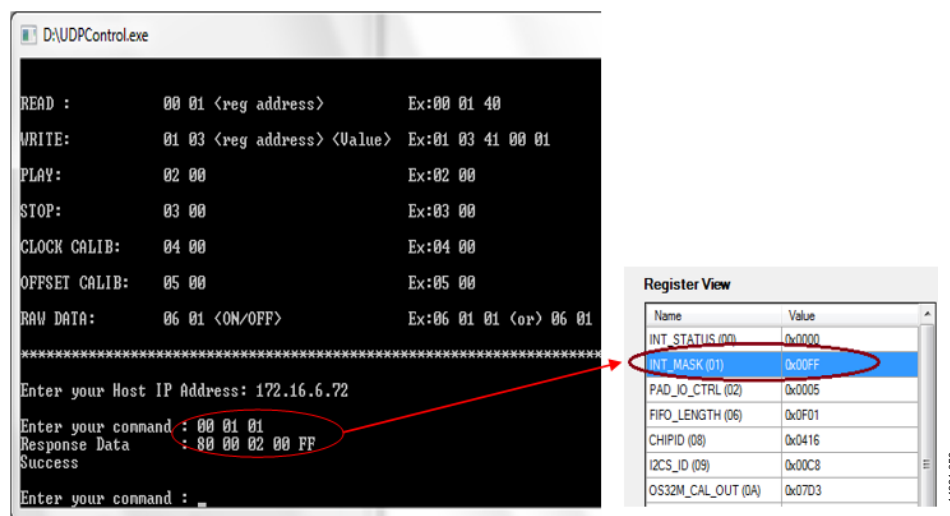 D:\UDPControl.exe
READ : 00 01 <reg address> Ex:00 01 40
WRITE: 01 03 <reg address> <Value> Ex:01 03 41 00 01
PLAY: 02 00 Ex:02 00
STOP: 03 00 Ex:03 00
CLOCK CALIB: 04 00 Ex:04 00
OFFSET CALIB: 05 00 Ex:05 00
RAW DATA: 06 01 <ON/OFF> Ex:06 01 01 <or> 06 01
Enter your Host IP Address: 172.16.6.72
Enter your command : 00 01 01
Response Data : 80 00 02 00 FF
Success
Enter your command : _
Register View
Name Value
INT_STATUS (00) 0x0000
INT_MASK (01) 0x00FF
PAD_IO_CTRL (02) 0x0005
FIFO_LENGTH (06) 0x0F01
CHIPID (08) 0x0416
I2CS_ID (09) 0x00C8
OS32M_CAL_OUT (0A) 0x07D3